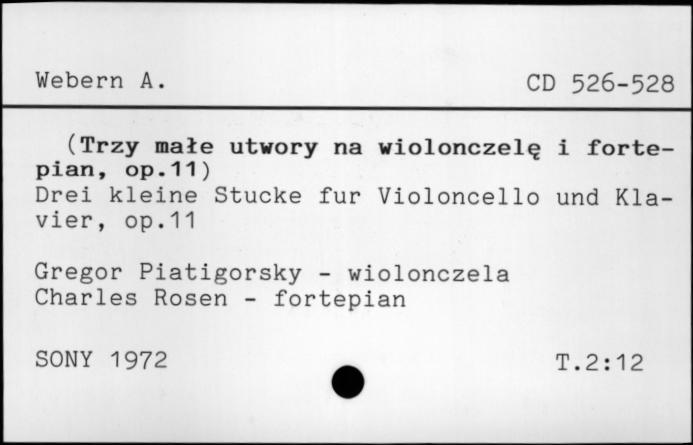 Webern A.
CD 526-528
(Trzy małe utwory na wiolonczelę i forte-
pian, op.11)
Drei kleine Stucke fur Violoncello und Kla-
vier, op.11
Gregor Piatigorsky - wiolonczela
Charles Rosen - fortepian
SONY 1972
T.2:12